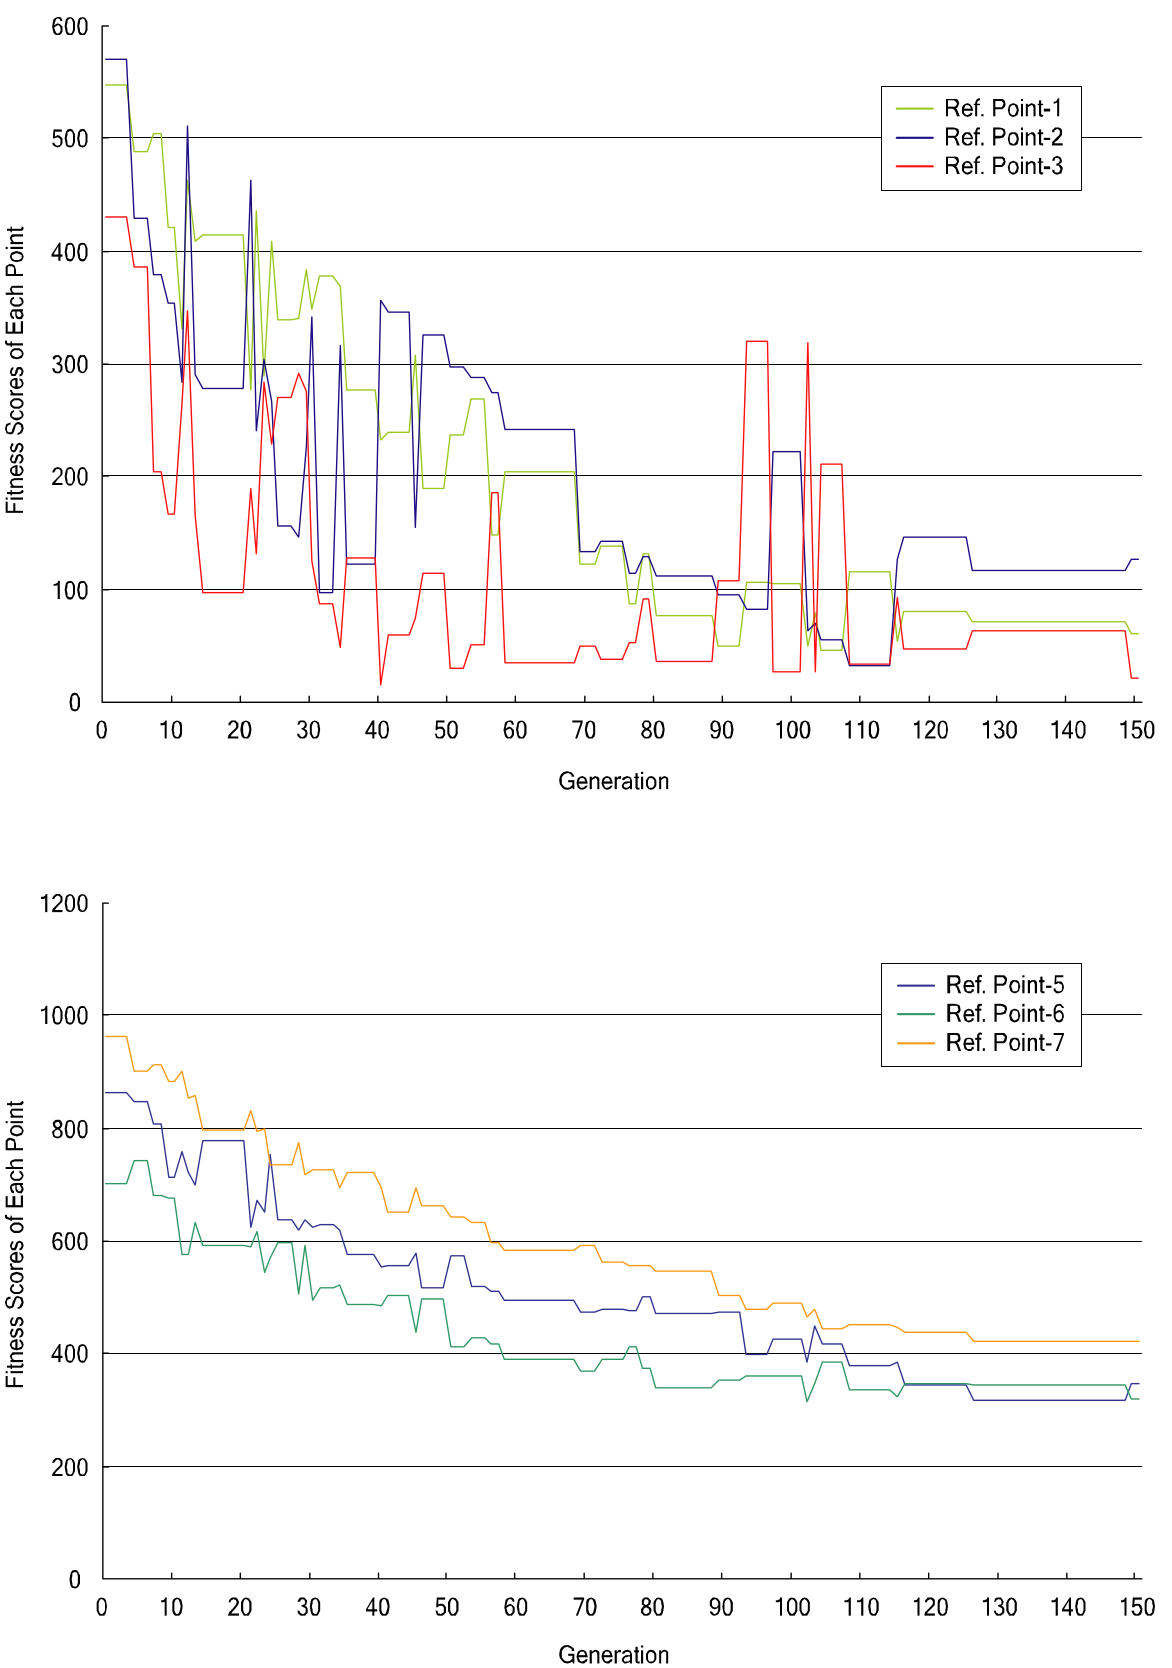 600
500
400
300
200
100
0
Fitness Scores of Each Point
Ref. Point-1
Ref. Point-2
Ref. Point-3
0 10 20 30 40 50 60 70 80 90 100 110 120 130 140 150
Generation
1200
1000
800
600
400
200
0
Fitness Scores of Each Point
Ref. Point-5
Ref. Point-6
Ref. Point-7
0 10 20 30 40 50 60 70 80 90 100 110 120 130 140 150
Generation